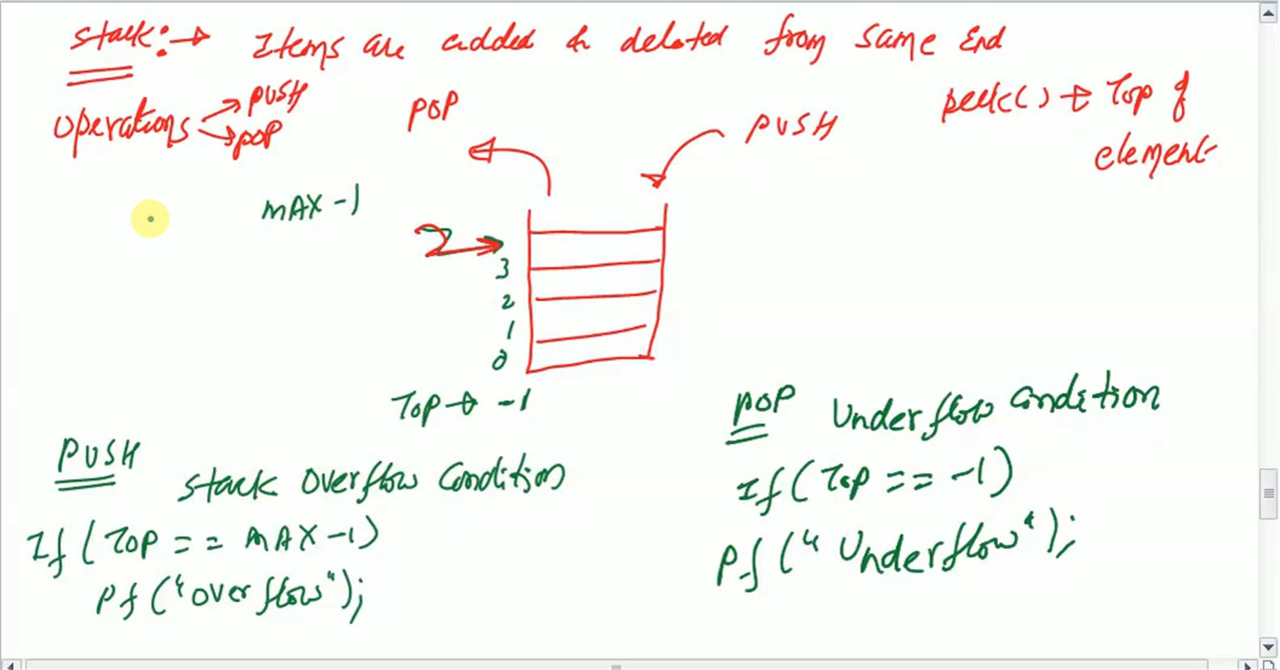 Stack:→ Items are added & deleted from same End
operations PUSH
POP
POP
PUSH
peek() → Top of
element
MAX -1
3
2
1
0
TOP → -1
PUSH
Stack Overflow Condition
If (TOP == MAX-1)
Pf ("overflow");
POP Underflow Condition
If (Top == -1)
Pf ("Underflow");